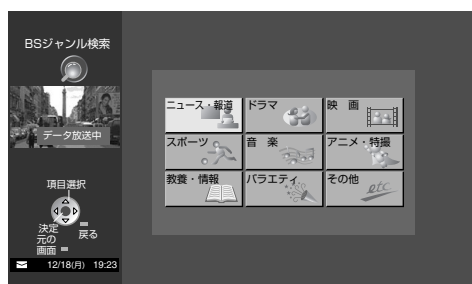 BSジャンル検索
データ放送中
項目選択
決定
戻る
元の
画面
12/18(月) 19:23
ニュース・報道 ドラマ 映 画
スポーツ 音 楽 アニメ・特撮
教養・情報 バラエティ その他
etc.